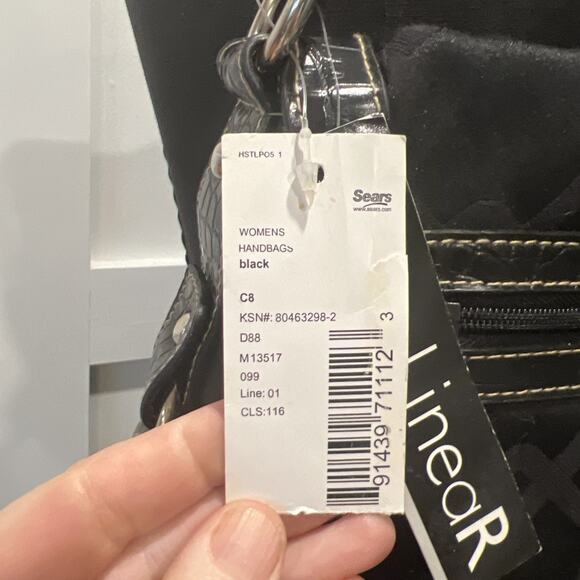 HSTLPO5 1
Sears
www.sears.com
WOMENS
HANDBAGS
black
C8
KSN#: 80463298-2
D88
M13517
099
Line: 01
CLS:116
91439 71112 3
LineaR